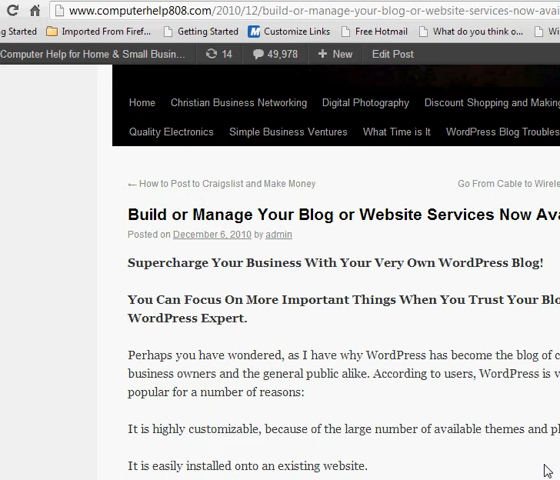 www.computerhelp808.com/2010/12/build-or-manage-your-blog-or-website-services-now-avai
g Started Imported From Firef... Getting Started Customize Links Free Hotmail What do you think o... Wi
Computer Help for Home & Small Busin... 14 49,978 + New Edit Post
Home Christian Business Networking Digital Photography Discount Shopping and Making
Quality Electronics Simple Business Ventures What Time is It WordPress Blog Troubles
← How to Post to Craigslist and Make Money Go From Cable to Wirele
Build or Manage Your Blog or Website Services Now Ava
Posted on December 6, 2010 by admin
Supercharge Your Business With Your Very Own WordPress Blog!
You Can Focus On More Important Things When You Trust Your Blo
WordPress Expert.
Perhaps you have wondered, as I have why WordPress has become the blog of c
business owners and the general public alike. According to users, WordPress is v
popular for a number of reasons:
It is highly customizable, because of the large number of available themes and pl
It is easily installed onto an existing website.